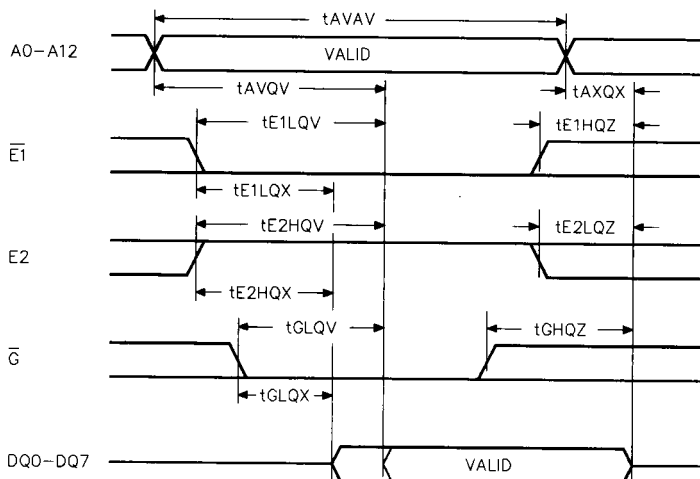 tAVAV
A0-A12
VALID
tAVQV
tAXQX
tE1LQV
tE1HQZ
E1
tE1LQX
tE2HQV
tE2LQZ
E2
tE2HQX
tGLQV
tGHQZ
G
tGLQX
DQ0-DQ7
VALID